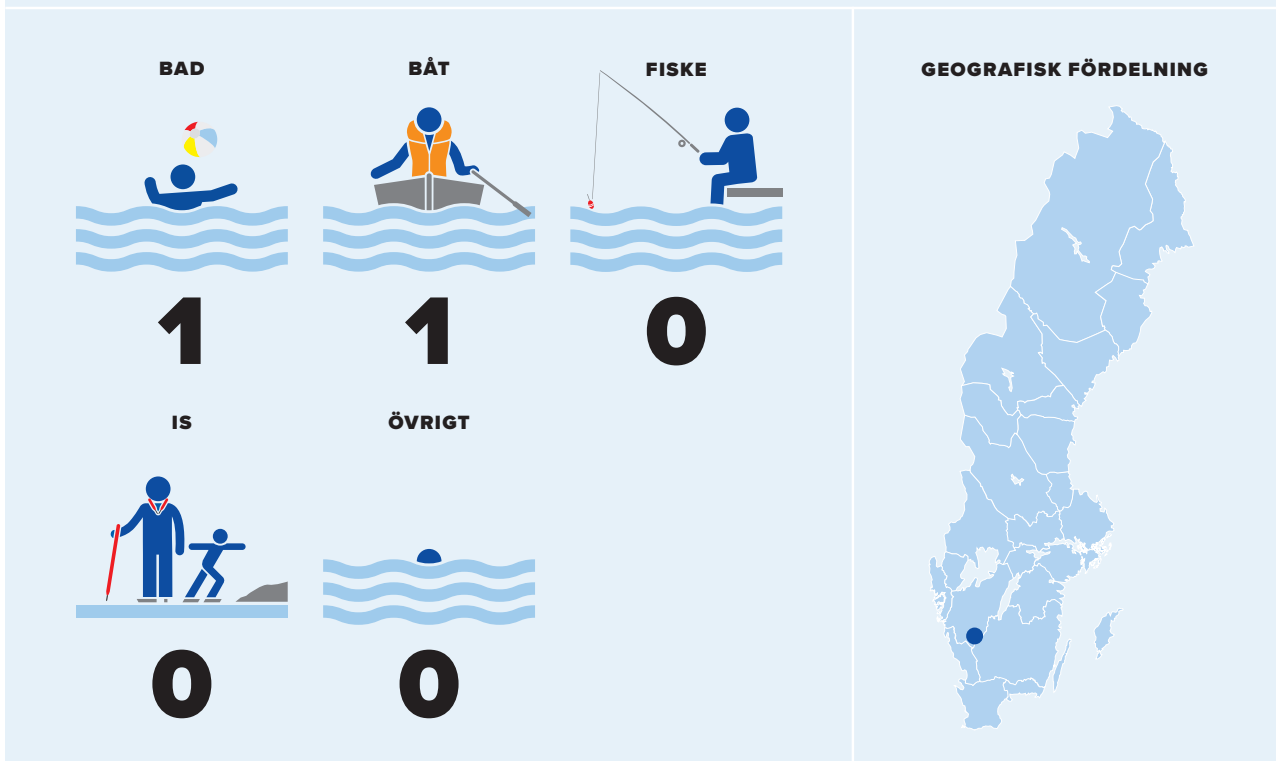 BAD
BÅT
FISKE
1
1
0
IS
ÖVRIGT
0
0
GEOGRAFISK FÖRDELNING